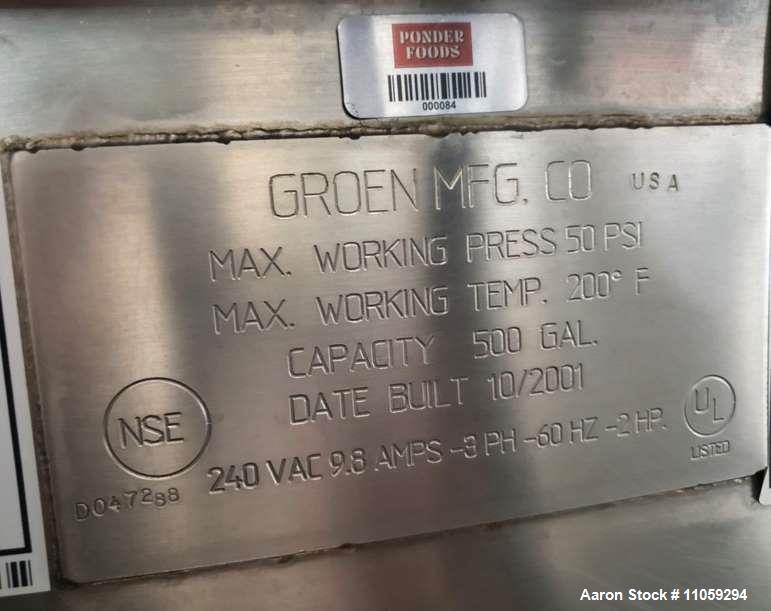 PONDER
FOODS
000084
GROEN MFG. CO USA
MAX. WORKING PRESS 50 PSI
MAX. WORKING TEMP. 200° F
CAPACITY 500 GAL.
DATE BUILT 10/2001
NSE
UL
LISTED
240 VAC 9.8 AMPS -3 PH -60 HZ -2 HP.
D047288
Aaron Stock # 11059294